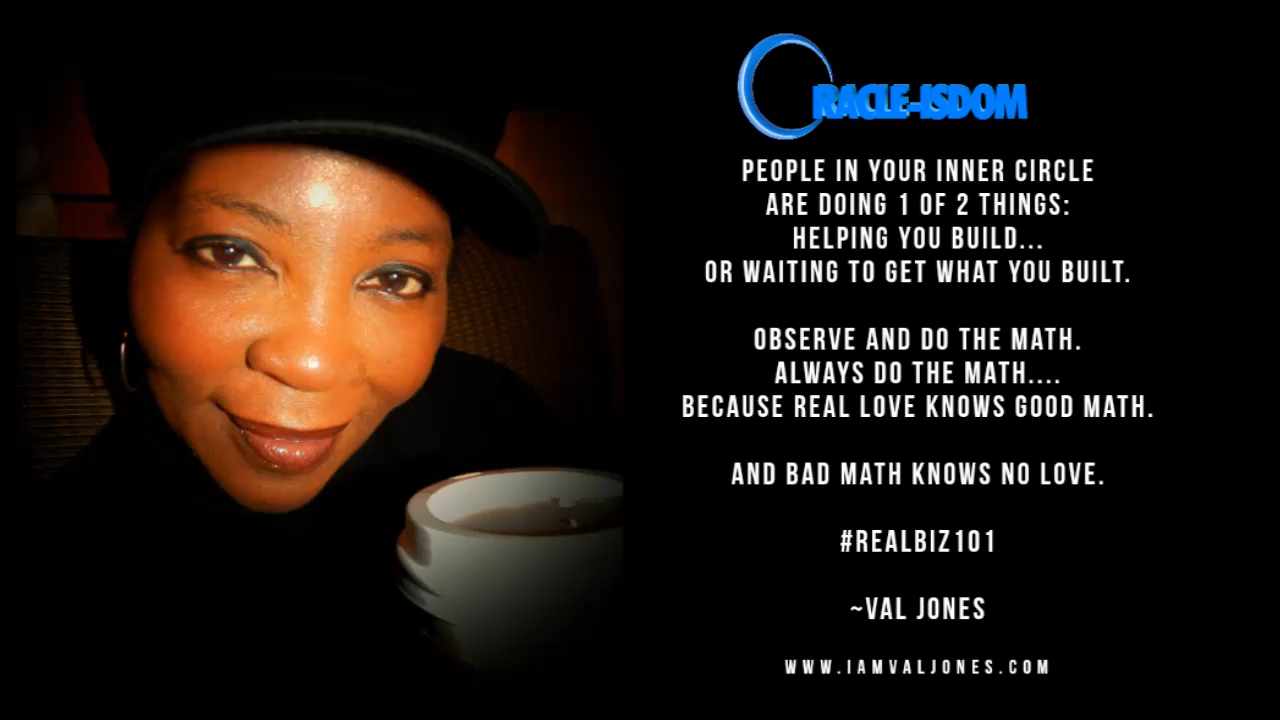 ORACLE-ISDOM
PEOPLE IN YOUR INNER CIRCLE
ARE DOING 1 OF 2 THINGS:
HELPING YOU BUILD...
OR WAITING TO GET WHAT YOU BUILT.
OBSERVE AND DO THE MATH.
ALWAYS DO THE MATH....
BECAUSE REAL LOVE KNOWS GOOD MATH.
AND BAD MATH KNOWS NO LOVE.
#REALBIZ101
~VAL JONES
WWW.IAMVALJONES.COM